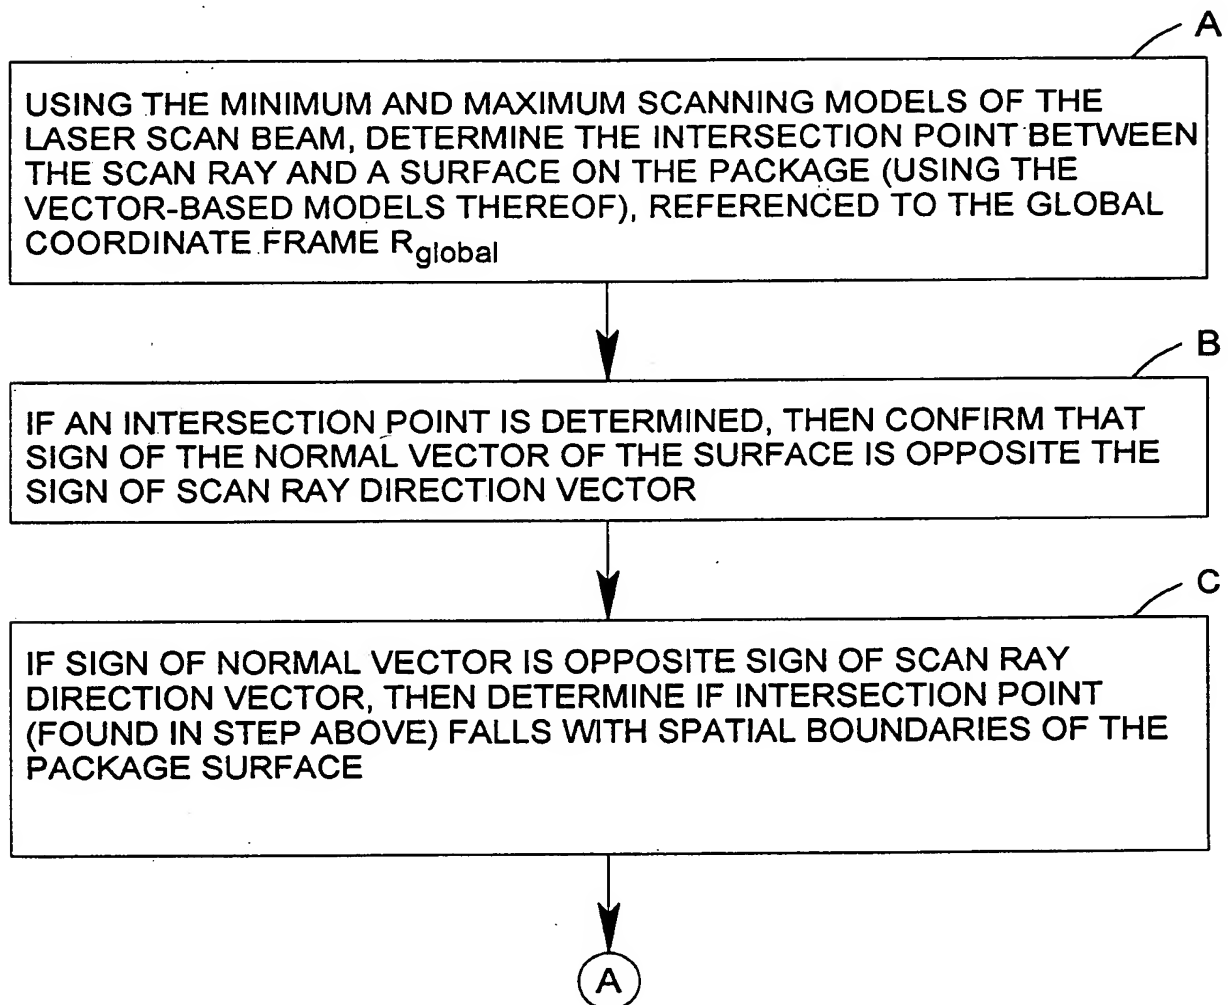 A
USING THE MINIMUM AND MAXIMUM SCANNING MODELS OF THE
LASER SCAN BEAM, DETERMINE THE INTERSECTION POINT BETWEEN
THE SCAN RAY AND A SURFACE ON THE PACKAGE (USING THE
VECTOR-BASED MODELS THEREOF), REFERENCED TO THE GLOBAL
COORDINATE FRAME Rglobal
B
IF AN INTERSECTION POINT IS DETERMINED, THEN CONFIRM THAT
SIGN OF THE NORMAL VECTOR OF THE SURFACE IS OPPOSITE THE
SIGN OF SCAN RAY DIRECTION VECTOR
C
IF SIGN OF NORMAL VECTOR IS OPPOSITE SIGN OF SCAN RAY
DIRECTION VECTOR, THEN DETERMINE IF INTERSECTION POINT
(FOUND IN STEP ABOVE) FALLS WITH SPATIAL BOUNDARIES OF THE
PACKAGE SURFACE
A